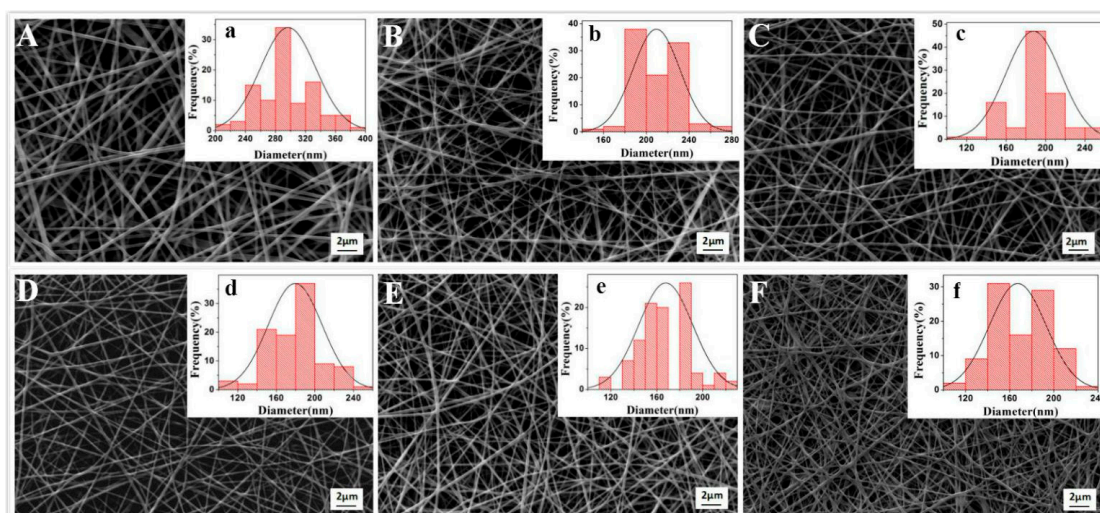 A
a
Frequency(%)
30
20
10
0
200 240 280 320 360 400
Diameter(nm)
2μm
B
b
Frequency(%)
40
30
20
10
0
160 200 240 280
Diameter(nm)
2μm
C
c
Frequency(%)
50
40
30
20
10
0
120 160 200 240
Diameter(nm)
2μm
D
d
Frequency(%)
30
20
10
0
120 160 200 240
Diameter(nm)
2μm
E
e
Frequency(%)
20
10
0
120 160 200
Diameter(nm)
2μm
F
f
Frequency(%)
30
20
10
0
120 160 200 240
Diameter(nm)
2μm